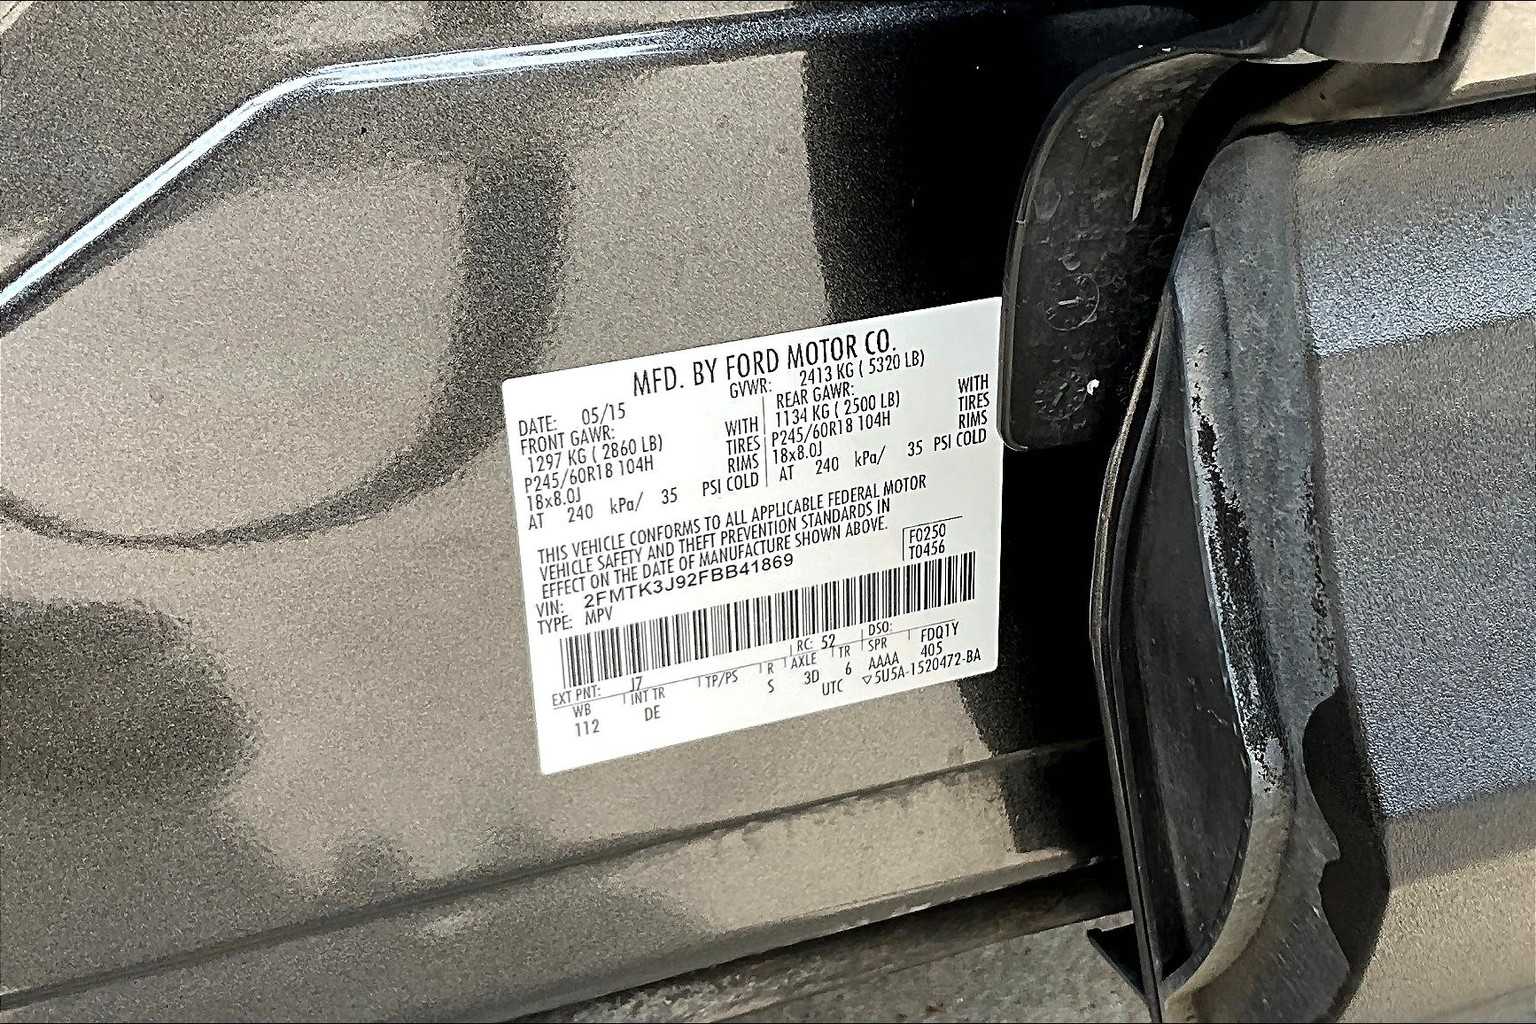 MFD. BY FORD MOTOR CO.
DATE: 05/15 GVWR: 2413 KG ( 5320 LB)
FRONT GAWR: WITH REAR GAWR: WITH
1297 KG ( 2860 LB) TIRES 1134 KG ( 2500 LB) TIRES
P245/60R18 104H RIMS P245/60R18 104H RIMS
18x8.0J PSI COLD 18x8.0J PSI COLD
AT 240 kPa/ 35 AT 240 kPa/ 35
THIS VEHICLE CONFORMS TO ALL APPLICABLE FEDERAL MOTOR
VEHICLE SAFETY AND THEFT PREVENTION STANDARDS IN
EFFECT ON THE DATE OF MANUFACTURE SHOWN ABOVE.
F0250
T0456
VIN: 2FMTK3J92FBB41869
TYPE: MPV
EXT PNT: J7 RC: 52 DSO:
WB INT TR TP/PS R AXLE TR SPR FDQ1Y
112 DE S 3D 6 AAAA 405
UTC ▽5U5A-1520472-BA